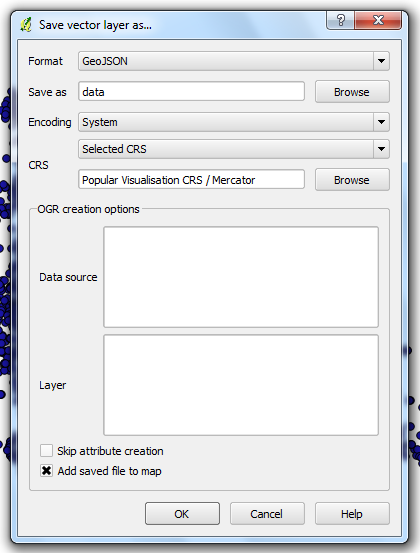 Save vector layer as...
Format GeoJSON
Save as data Browse
Encoding System
Selected CRS
CRS
Popular Visualisation CRS / Mercator Browse
OGR creation options
Data source
Layer
Skip attribute creation
Add saved file to map
OK Cancel Help